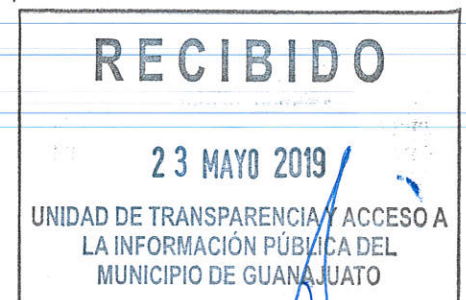 RECIBIDO
23 MAYO 2019
UNIDAD DE TRANSPARENCIA Y ACCESO A
LA INFORMACIÓN PÚBLICA DEL
MUNICIPIO DE GUANAJUATO